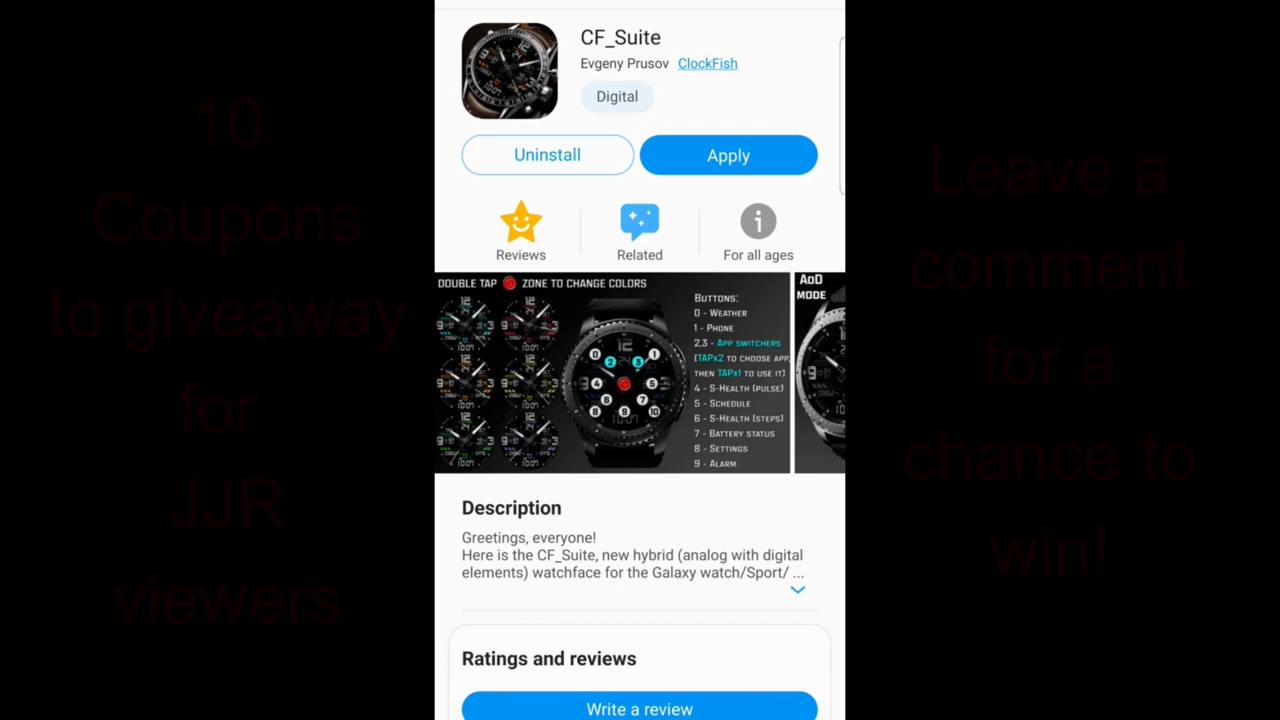 CF_Suite
Evgeny Prusov ClockFish
Digital
Uninstall
Apply
Reviews
Related
For all ages
DOUBLE TAP ZONE TO CHANGE COLORS
BUTTONS:
0 - WEATHER
1 - PHONE
2,3 - APP SWITCHERS
(TAPx2 TO CHOOSE APP,
THEN TAPx1 TO USE IT)
4 - S-HEALTH (PULSE)
5 - SCHEDULE
6 - S-HEALTH (STEPS)
7 - BATTERY STATUS
8 - SETTINGS
9 - ALARM
AoD
MODE
Description
Greetings, everyone!
Here is the CF_Suite, new hybrid (analog with digital
elements) watchface for the Galaxy watch/Sport/ ...
Ratings and reviews
Write a review
10
Coupons
to giveaway
for
JJR
viewers
Leave a
comment
for a
chance to
win!